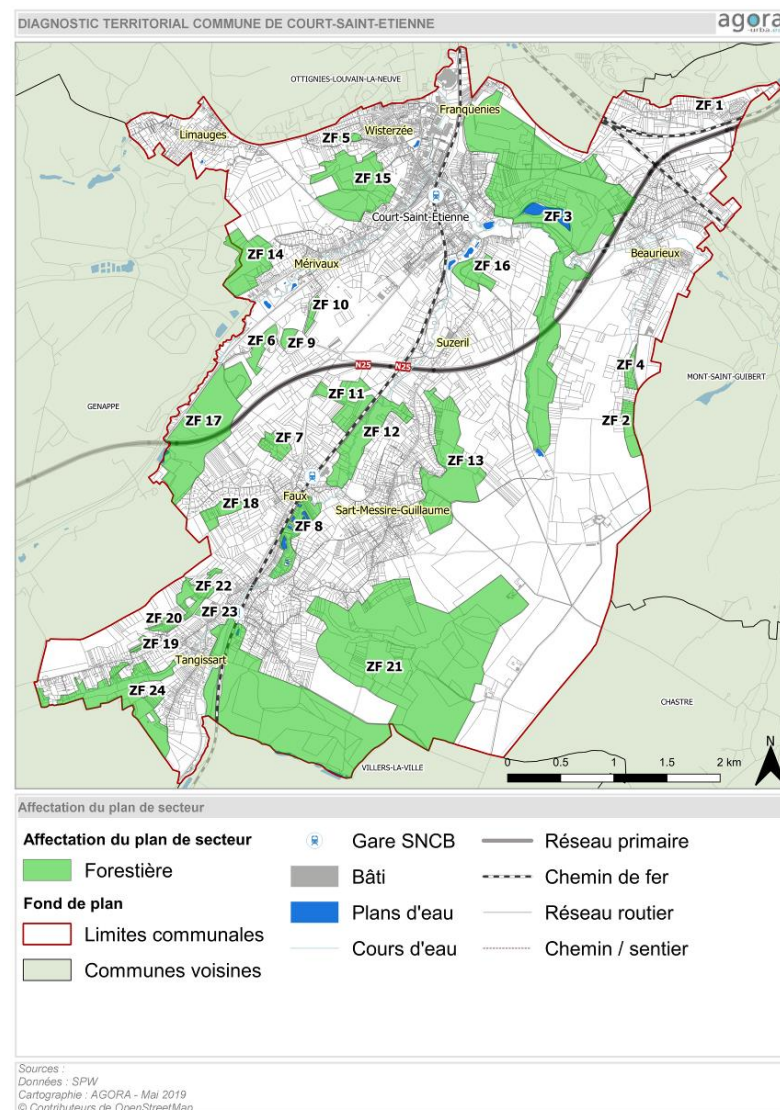 DIAGNOSTIC TERRITORIAL COMMUNE DE COURT-SAINT-ETIENNE
agora
-urba.eu
OTTIGNIES-LOUVAIN-LA-NEUVE
ZF 1
Franquenies
Limauges
ZF 5
Wisterzée
ZF 15
Court-Saint-Étienne
ZF 3
ZF 14
Mérivaux
ZF 16
Beaurieux
ZF 10
ZF 6
ZF 9
Suzeril
N25
N25
ZF 4
MONT-SAINT-GUIBERT
GENAPPE
ZF 17
ZF 11
ZF 2
ZF 12
ZF 7
ZF 13
ZF 18
Faux
Sart-Messire-Guillaume
ZF 8
ZF 22
ZF 20
ZF 23
ZF 19
Tangissart
ZF 21
ZF 24
CHASTRE
VILLERS-LA-VILLE
N
0 0.5 1 1.5 2 km
Affectation du plan de secteur
Affectation du plan de secteur
Forestière
Fond de plan
Limites communales
Communes voisines
Gare SNCB
Bâti
Plans d'eau
Cours d'eau
Réseau primaire
Chemin de fer
Réseau routier
Chemin / sentier
Sources :
Données : SPW
Cartographie : AGORA - Mai 2019
© Contributeurs de OpenStreetMap